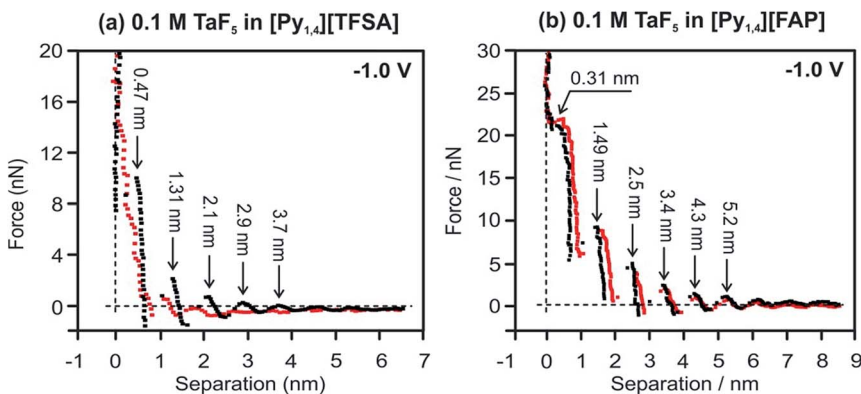 (a) 0.1 M TaF₅ in [Py₁,₄][TFSA]
-1.0 V
Force (nN)
20
16
12
8
4
0
0.47 nm
1.31 nm
2.1 nm
2.9 nm
3.7 nm
-1 0 1 2 3 4 5 6 7
Separation (nm)
(b) 0.1 M TaF₅ in [Py₁,₄][FAP]
-1.0 V
Force / nN
30
25
20
15
10
5
0
0.31 nm
1.49 nm
2.5 nm
3.4 nm
4.3 nm
5.2 nm
-1 0 1 2 3 4 5 6 7 8 9
Separation / nm